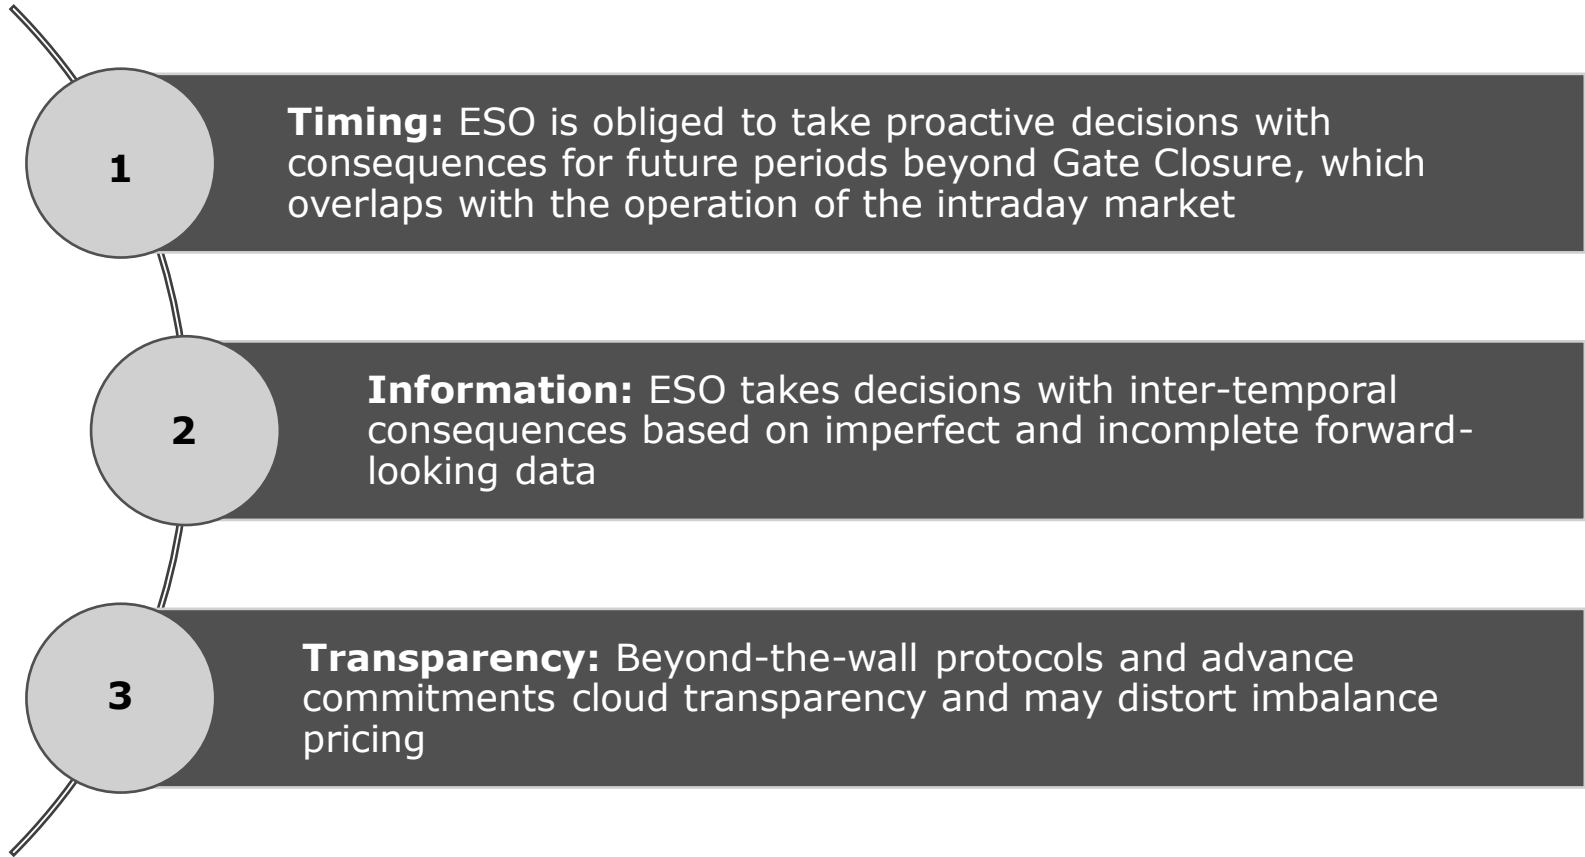 1
Timing: ESO is obliged to take proactive decisions with
consequences for future periods beyond Gate Closure, which
overlaps with the operation of the intraday market
2
Information: ESO takes decisions with inter-temporal
consequences based on imperfect and incomplete forward-
looking data
3
Transparency: Beyond-the-wall protocols and advance
commitments cloud transparency and may distort imbalance
pricing